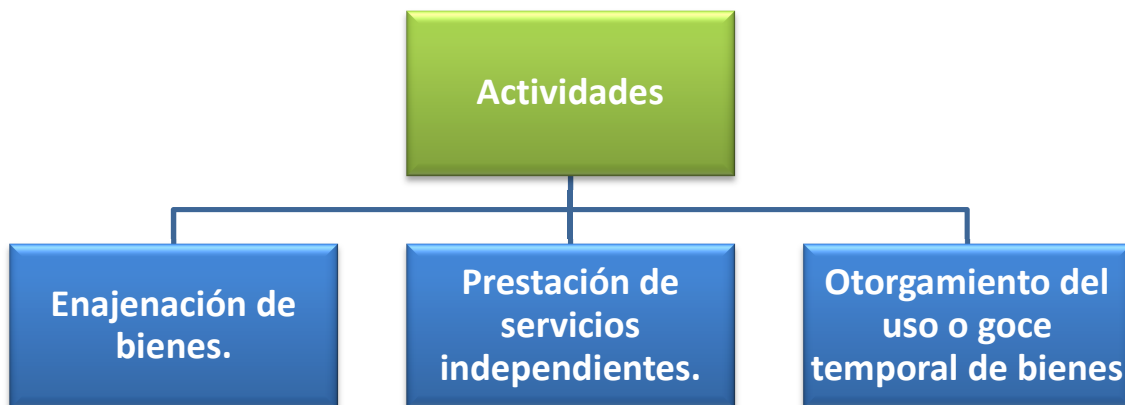 Actividades
Enajenación de
bienes.
Prestación de
servicios
independientes.
Otorgamiento del
uso o goce
temporal de bienes